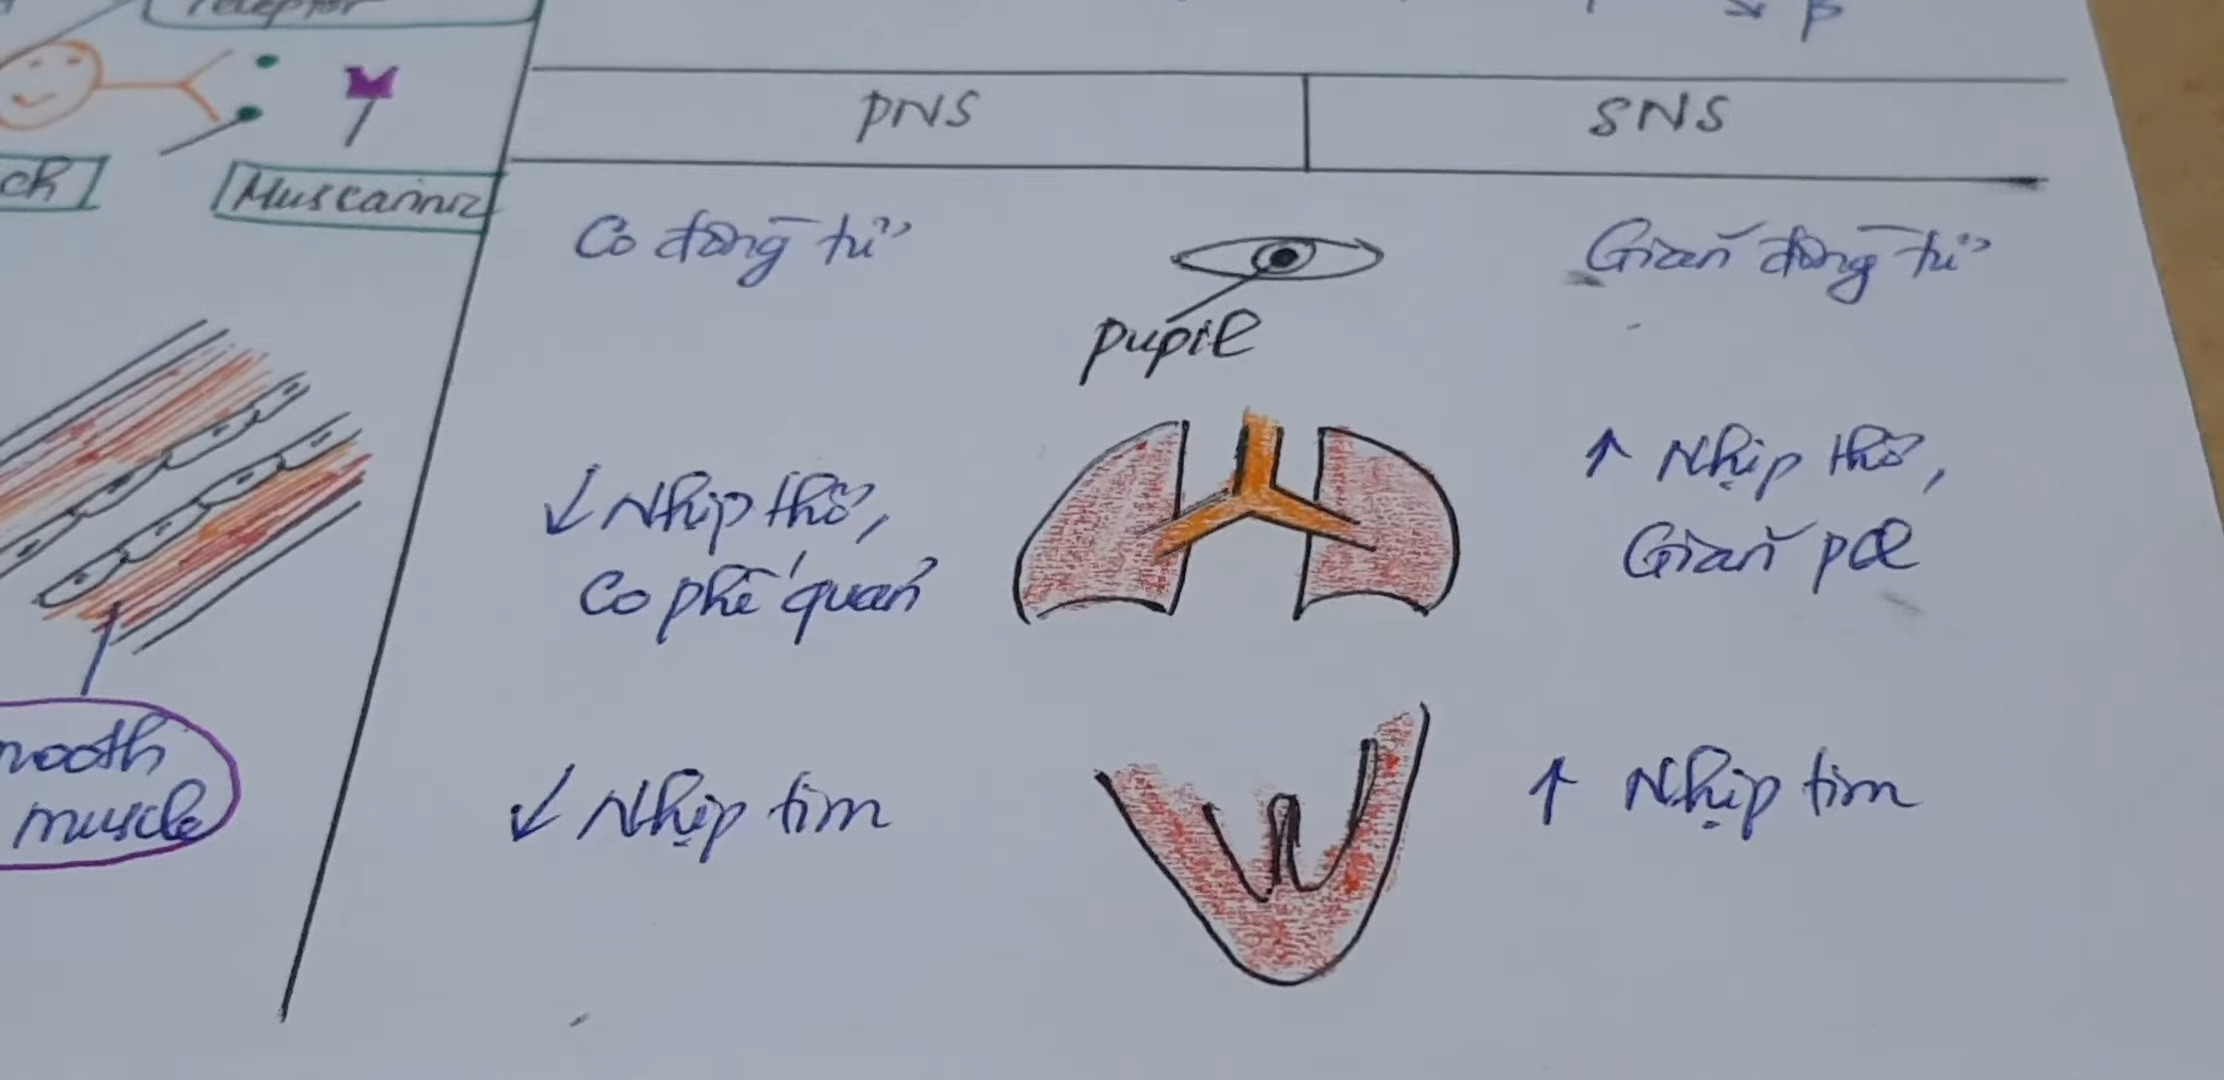 receptor
β
PNS
SNS
Muscarinic
Co đồng tử
Giãn đồng tử
pupil
↓ Nhịp thở,
Co phế quản
↑ Nhịp thở,
Giãn pq
mooth
muscle
↓ Nhịp tim
↑ Nhịp tim